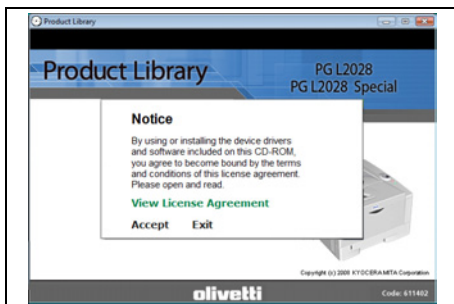 Product Library
Product Library
PG L2028
PG L2028 Special
Notice
By using or installing the device drivers
and software included on this CD-ROM,
you agree to become bound by the terms
and conditions of this license agreement.
Please open and read.
View License Agreement
Accept Exit
Copyright (c) 2008 KYOCERA MITA Corporation
olivetti
Code: 611402